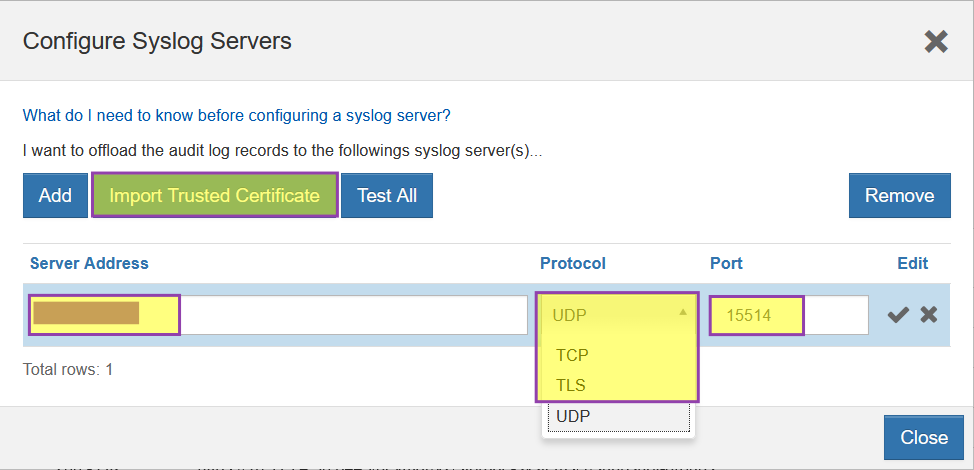 Configure Syslog Servers
What do I need to know before configuring a syslog server?
I want to offload the audit log records to the followings syslog server(s)...
Add Import Trusted Certificate Test All Remove
Server Address Protocol Port Edit
UDP 15514
TCP
TLS
UDP
Total rows: 1
Close